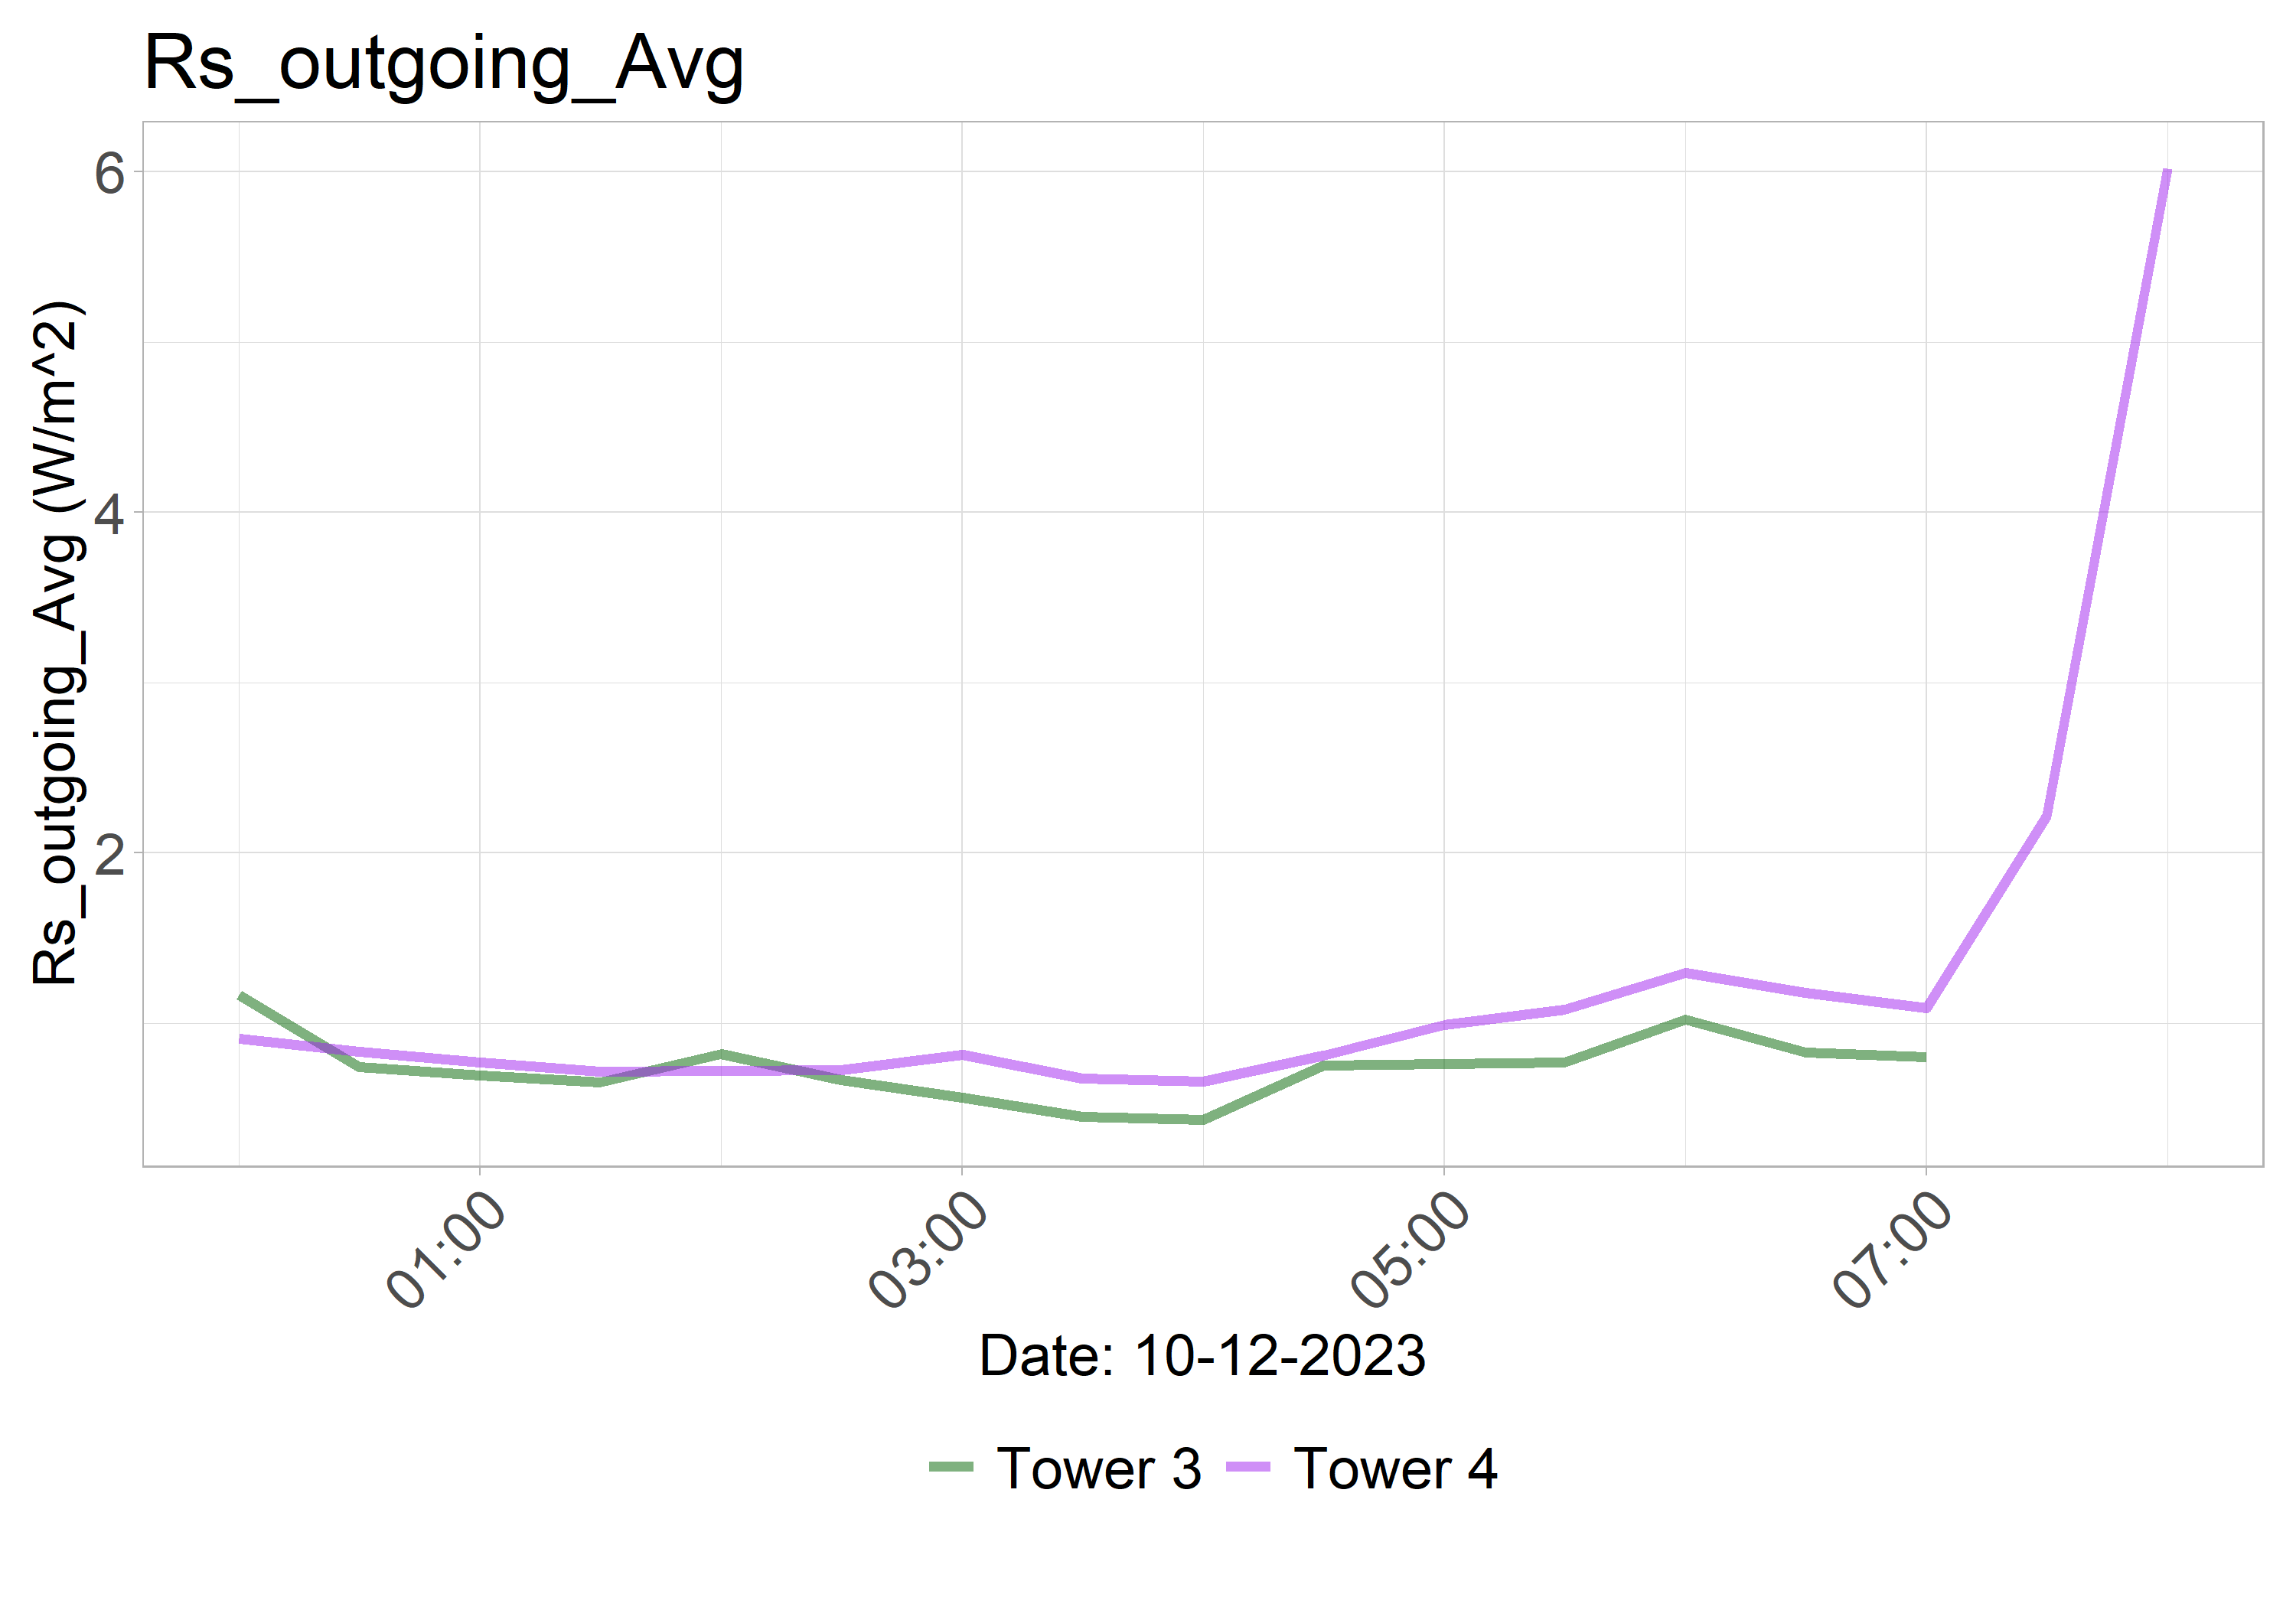 Rs_outgoing_Avg
Rs_outgoing_Avg (W/m^2)
6
4
2
01:00
03:00
05:00
07:00
Date: 10-12-2023
Tower 3
Tower 4